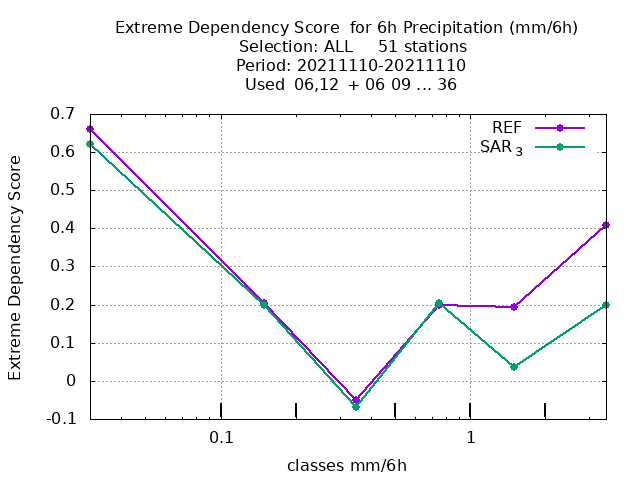 Extreme Dependency Score  for 6h Precipitation (mm/6h)
Selection: ALL     51 stations
Period: 20211110-20211110
Used  06,12  + 06 09 ... 36
REF
SAR 3
0.7
0.6
0.5
0.4
0.3
0.2
0.1
0
-0.1
Extreme Dependency Score
0.1 1
classes mm/6h